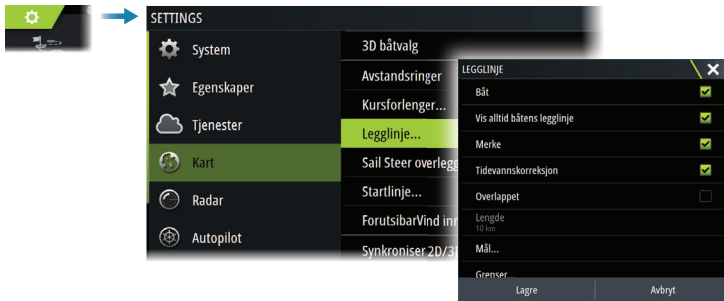 SETTINGS
System
Egenskaper
Tjenester
Kart
Radar
Autopilot
3D båtvalg
Avstandsringer
Kursforlenger...
Legglinje...
Sail Steer overlegg
Startlinje...
ForutsibarVind inn
Synkroniser 2D/3D
LEGGLINJE
Båt
Vis alltid båtens legglinje
Merke
Tidevannskorreksjon
Overlappet
Lengde
10 km
Mål...
Grenser...
Lagre
Avbryt